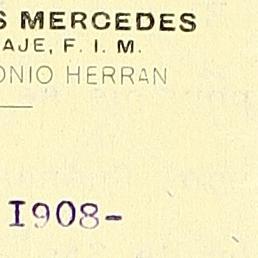 S MERCEDES
AJE, F. I. M.
ONIO HERRAN
I908-